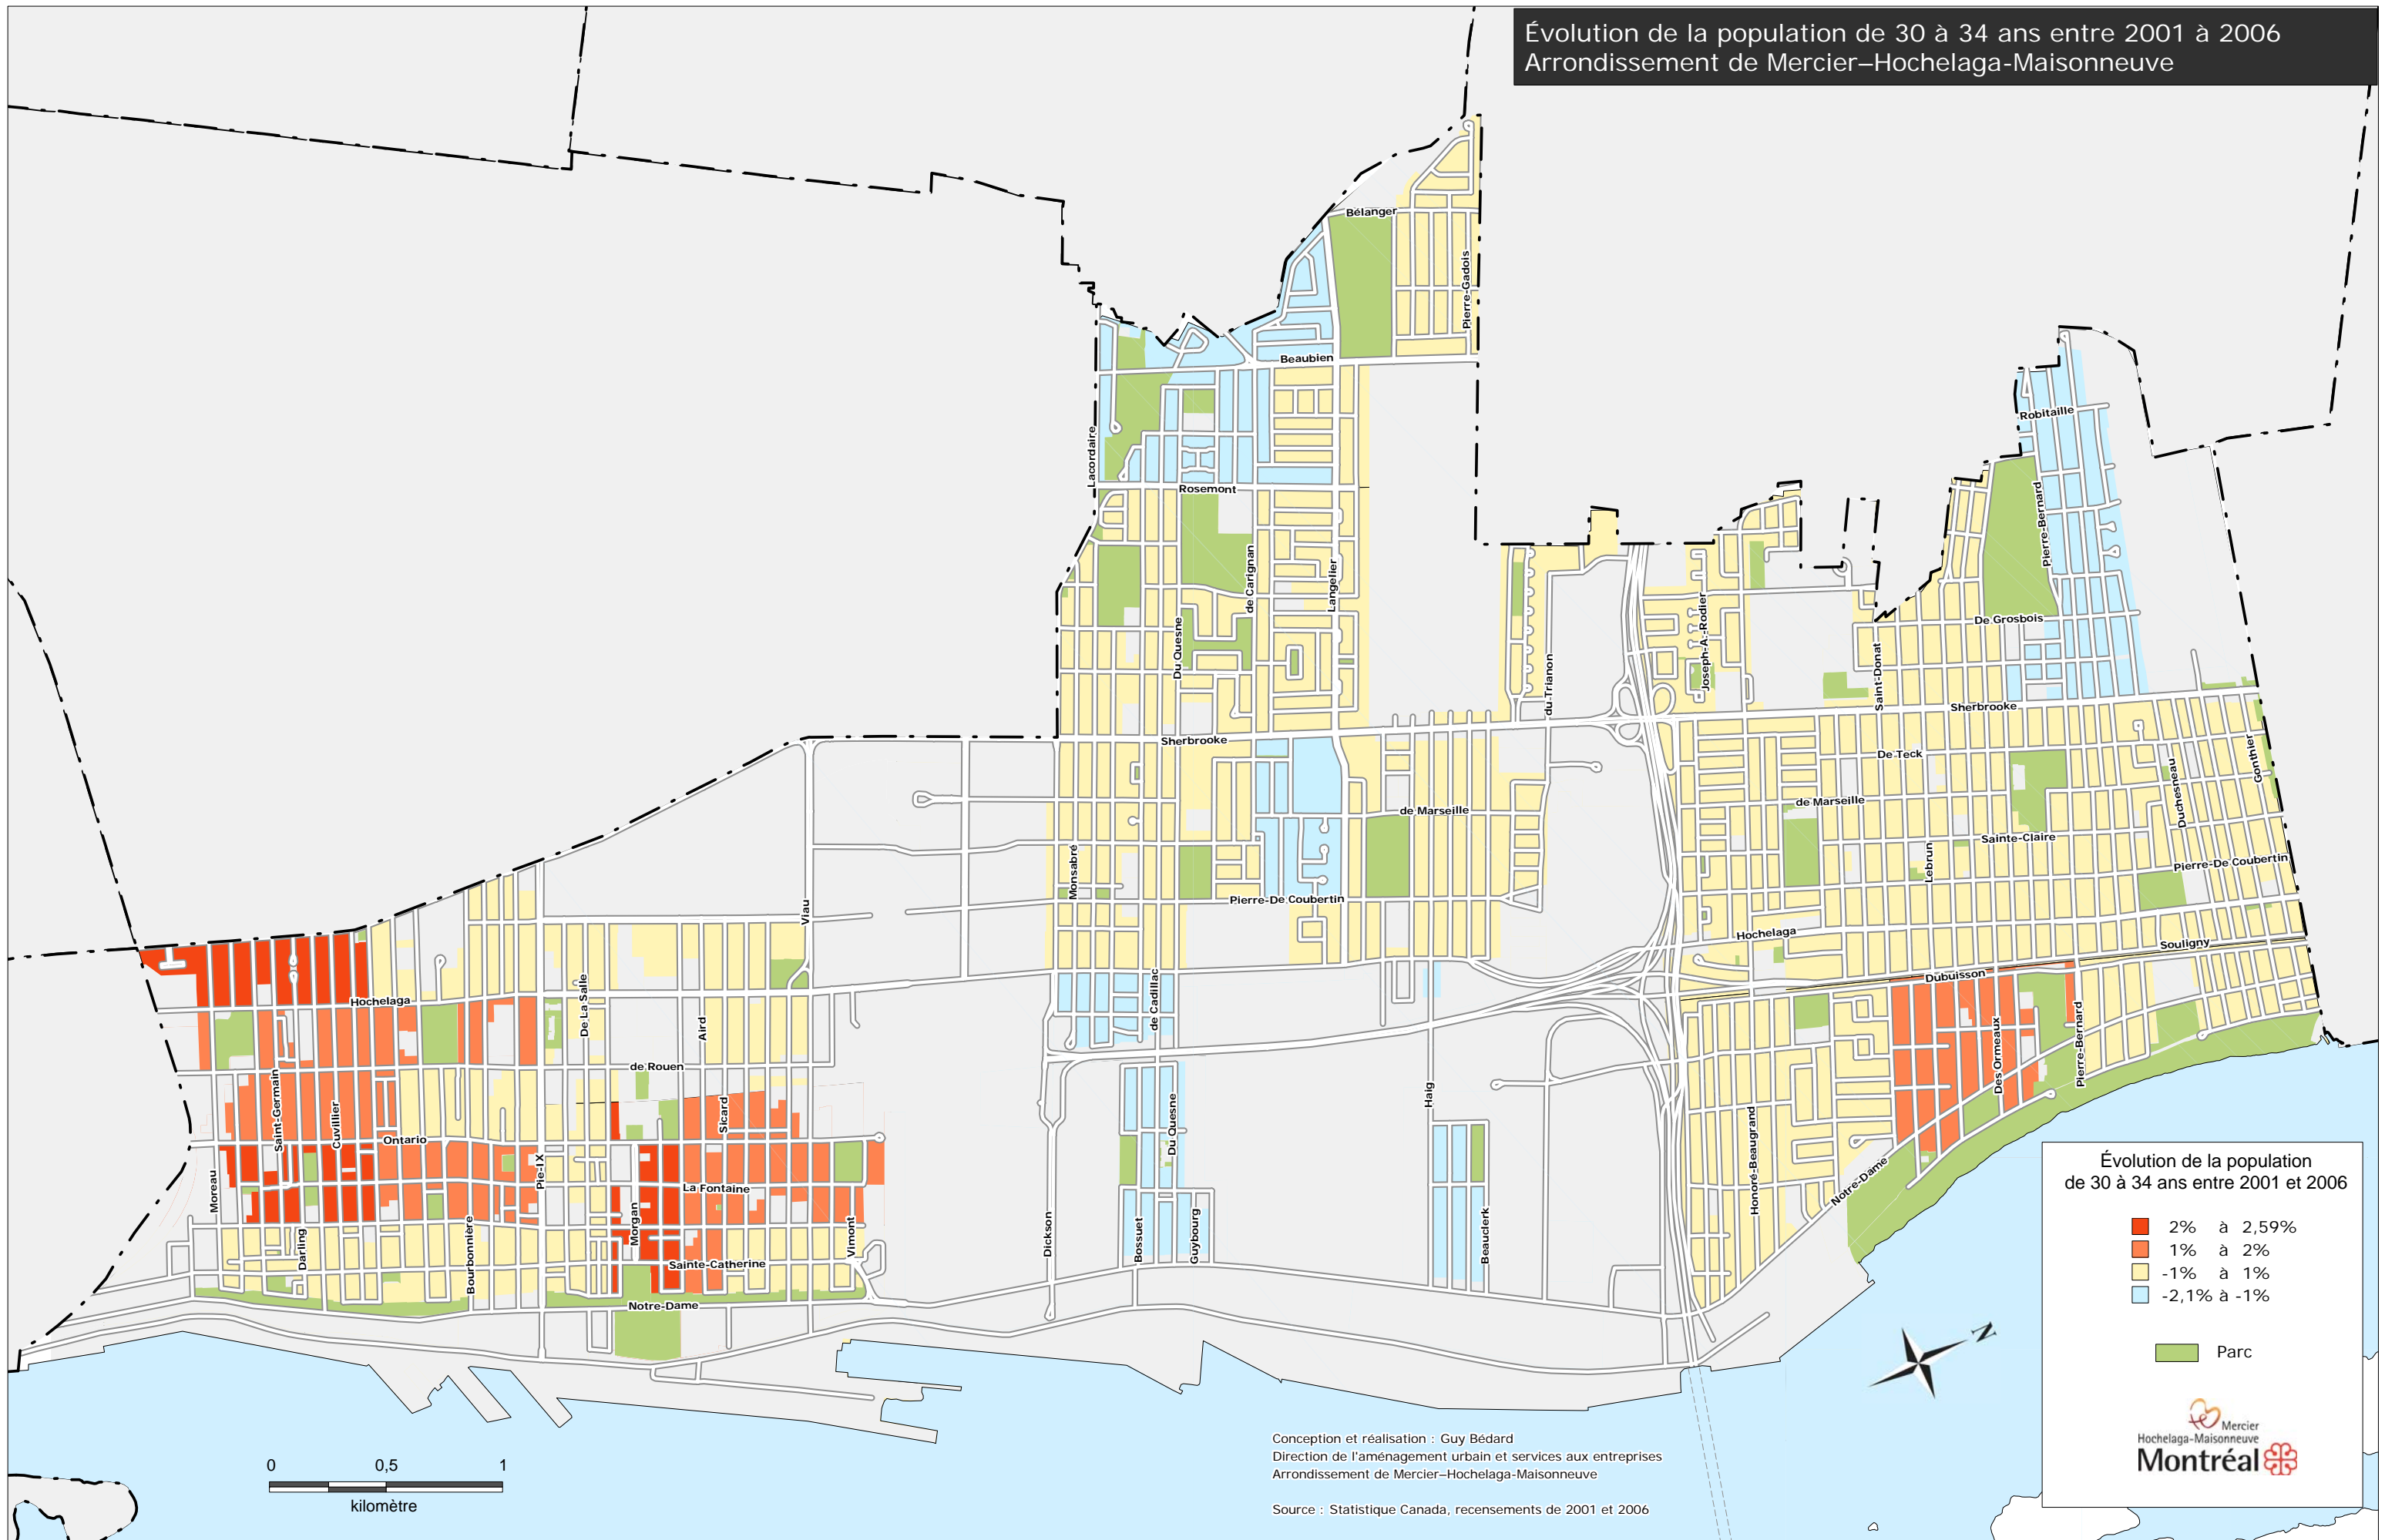 Évolution de la population de 30 à 34 ans entre 2001 à 2006
Arrondissement de Mercier–Hochelaga-Maisonneuve
Bélanger
Pierre-Gadois
Beaubien
Lacordaire
Rosemont
Robitaille
Pierre-Bernard
de Carignan
Langelier
Du Quesne
du Trianon
Joseph-A.-Rodier
Saint-Donat
De Grosbois
Sherbrooke
Sherbrooke
De Teck
Gonthier
Duchesneau
de Marseille
de Marseille
Sainte-Claire
Monsabré
Lebrun
Pierre-De Coubertin
Pierre-De Coubertin
Viau
Hochelaga
Souligny
Dubuisson
Hochelaga
De La Salle
Aird
de Cadillac
Des Ormeaux
Pierre-Bernard
de Rouen
Saint-Germain
Cuvillier
Ontario
Sicard
Du Quesne
Haig
Honoré-Beaugrand
Moreau
Pie-IX
La Fontaine
Morgan
Notre-Dame
Darling
Bourbonnière
Vimont
Dickson
Bossuet
Guybourg
Beauclerk
Sainte-Catherine
Notre-Dame
Évolution de la population
de 30 à 34 ans entre 2001 et 2006
2% à 2,59%
1% à 2%
-1% à 1%
-2,1% à -1%
Parc
N
Mercier
Hochelaga-Maisonneuve
Montréal
0 0,5 1
kilomètre
Conception et réalisation : Guy Bédard
Direction de l'aménagement urbain et services aux entreprises
Arrondissement de Mercier–Hochelaga-Maisonneuve
Source : Statistique Canada, recensements de 2001 et 2006